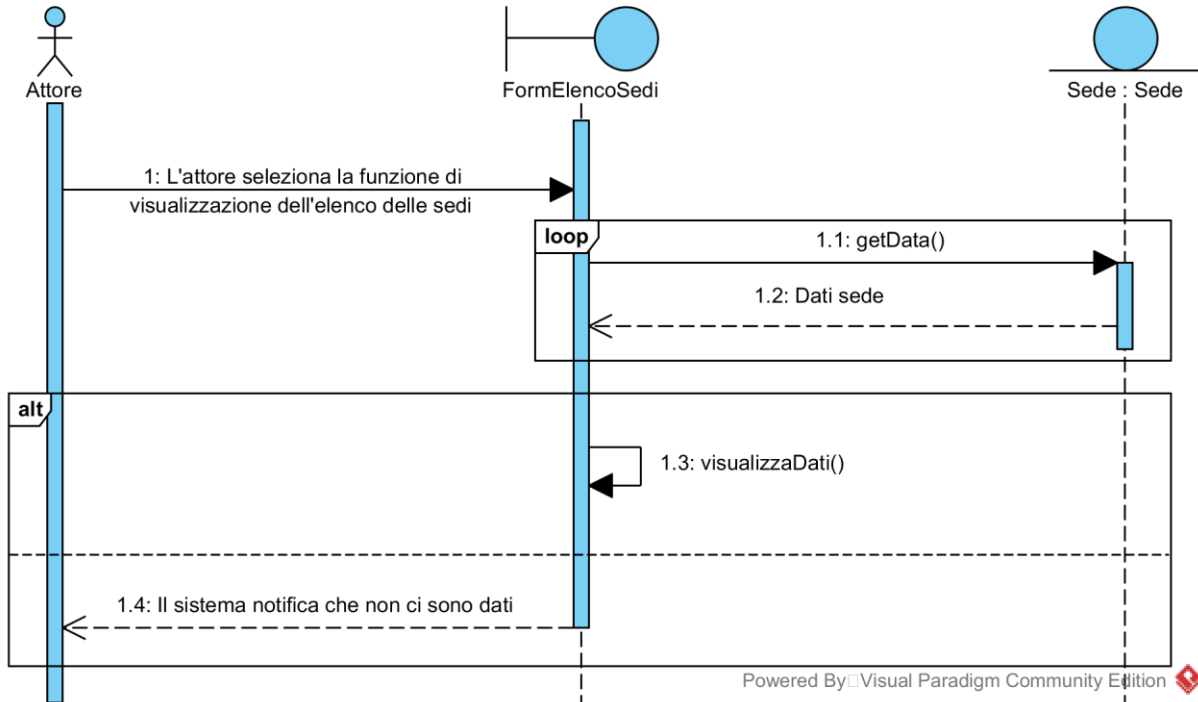 Attore
FormElencoSedi
Sede : Sede
1: L'attore seleziona la funzione di
visualizzazione dell'elenco delle sedi
loop
1.1: getData()
1.2: Dati sede
alt
1.3: visualizzaDati()
1.4: Il sistema notifica che non ci sono dati
Powered By□Visual Paradigm Community Edition